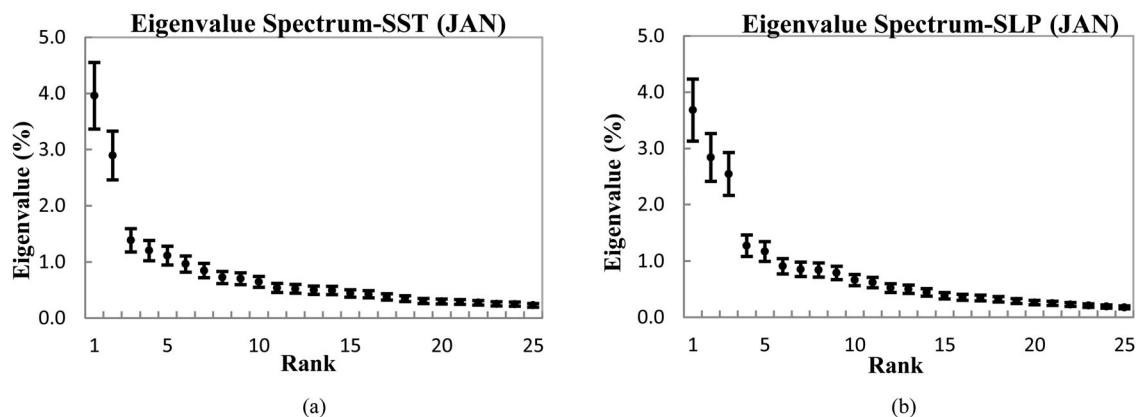 Eigenvalue Spectrum-SST (JAN)
5.0
4.0
3.0
2.0
1.0
0.0
Eigenvalue (%)
1 5 10 15 20 25
Rank
(a)
Eigenvalue Spectrum-SLP (JAN)
5.0
4.0
3.0
2.0
1.0
0.0
Eigenvalue (%)
1 5 10 15 20 25
Rank
(b)